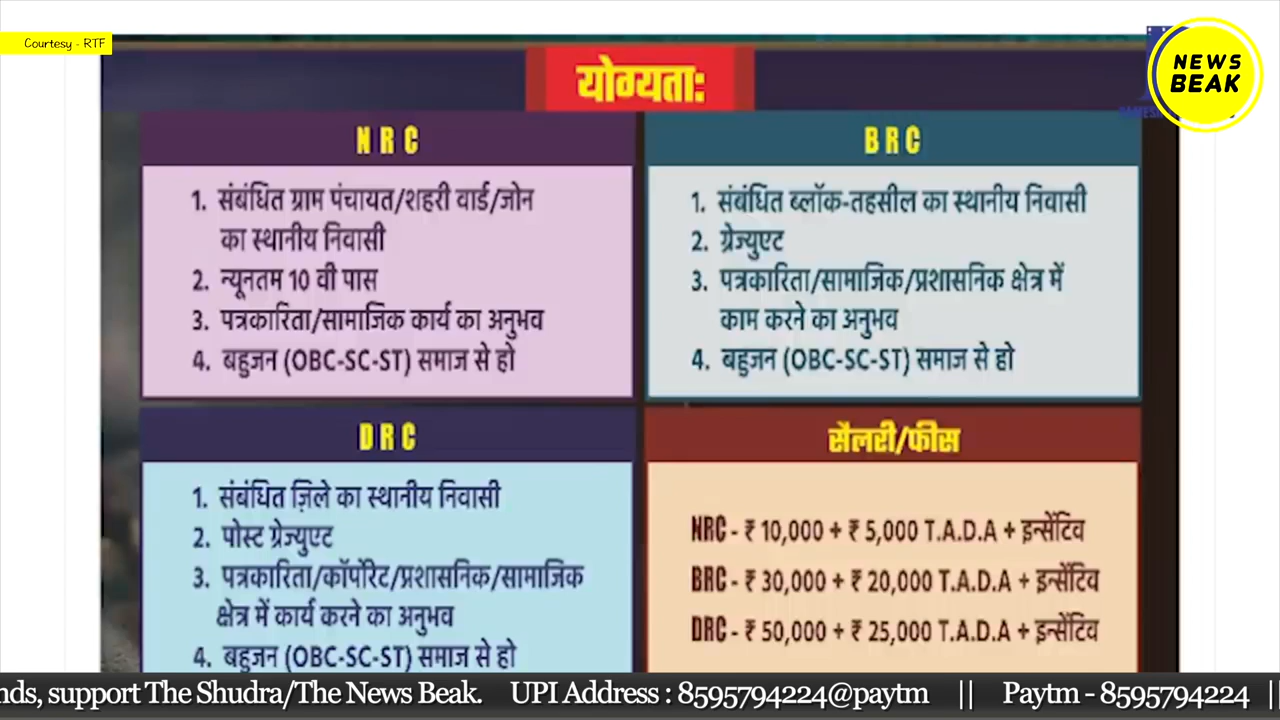 Courtesy - RTF
NEWS
BEAK
योग्यता:
NRC
1. संबंधित ग्राम पंचायत/शहरी वार्ड/जोन
का स्थानीय निवासी
2. न्यूनतम 10 वी पास
3. पत्रकारिता/सामाजिक कार्य का अनुभव
4. बहुजन (OBC-SC-ST) समाज से हो
BRC
1. संबंधित ब्लॉक-तहसील का स्थानीय निवासी
2. ग्रेज्युएट
3. पत्रकारिता/सामाजिक/प्रशासनिक क्षेत्र में
काम करने का अनुभव
4. बहुजन (OBC-SC-ST) समाज से हो
DRC
1. संबंधित ज़िले का स्थानीय निवासी
2. पोस्ट ग्रेज्युएट
3. पत्रकारिता/कॉर्पोरेट/प्रशासनिक/सामाजिक
क्षेत्र में कार्य करने का अनुभव
4. बहुजन (OBC-SC-ST) समाज से हो
सैलरी/फीस
NRC - ₹ 10,000 + ₹ 5,000 T.A.D.A + इन्सेंटिव
BRC - ₹ 30,000 + ₹ 20,000 T.A.D.A + इन्सेंटिव
DRC - ₹ 50,000 + ₹ 25,000 T.A.D.A + इन्सेंटिव
nds, support The Shudra/The News Beak. UPI Address : 8595794224@paytm || Paytm - 8595794224 ||